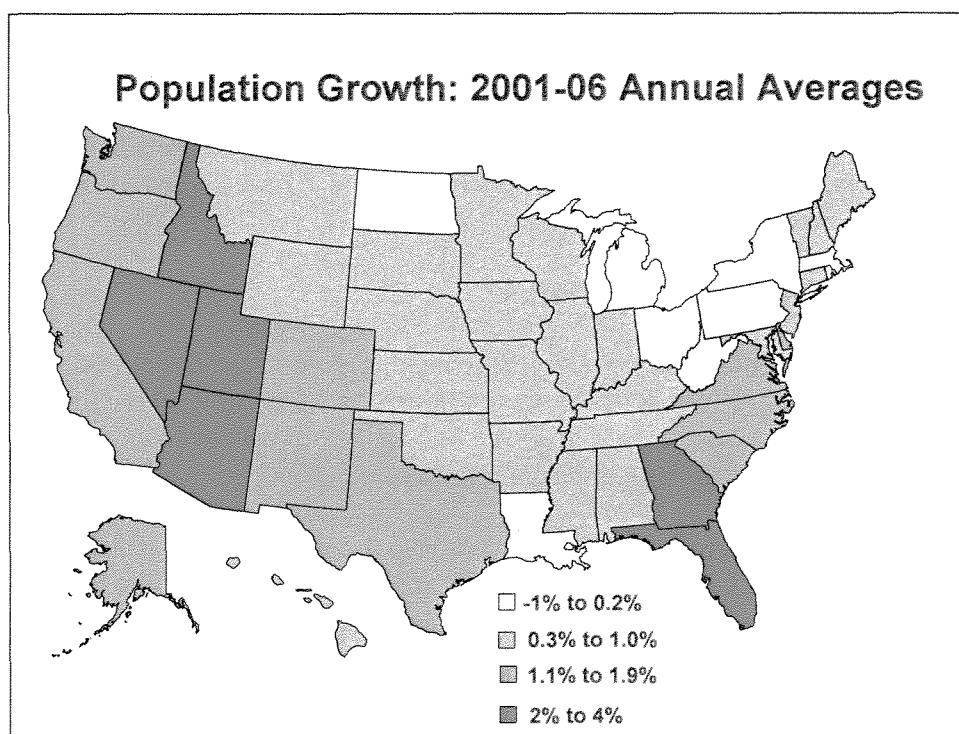 Population Growth: 2001-06 Annual Averages
-1% to 0.2%
0.3% to 1.0%
1.1% to 1.9%
2% to 4%